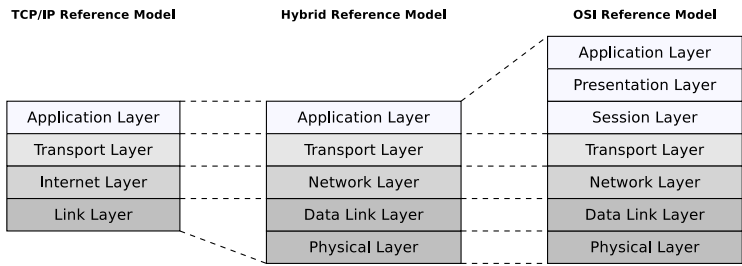 TCP/IP Reference Model
Application Layer
Transport Layer
Internet Layer
Link Layer
Hybrid Reference Model
Application Layer
Transport Layer
Network Layer
Data Link Layer
Physical Layer
OSI Reference Model
Application Layer
Presentation Layer
Session Layer
Transport Layer
Network Layer
Data Link Layer
Physical Layer